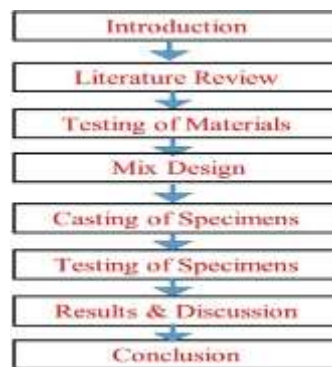 Introduction
Literature Review
Testing of Materials
Mix Design
Casting of Specimens
Testing of Specimens
Results & Discussion
Conclusion